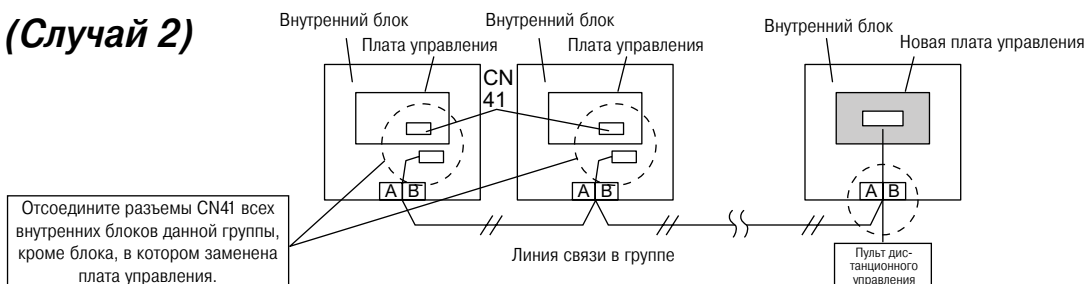 (Случай 2)
Внутренний блок
Плата управления
Внутренний блок
Плата управления
Внутренний блок
Новая плата управления
CN
41
A B
A B
A B
Отсоедините разъемы CN41 всех
внутренних блоков данной группы,
кроме блока, в котором заменена
плата управления.
Линия связи в группе
Пульт дис-
танционного
управления